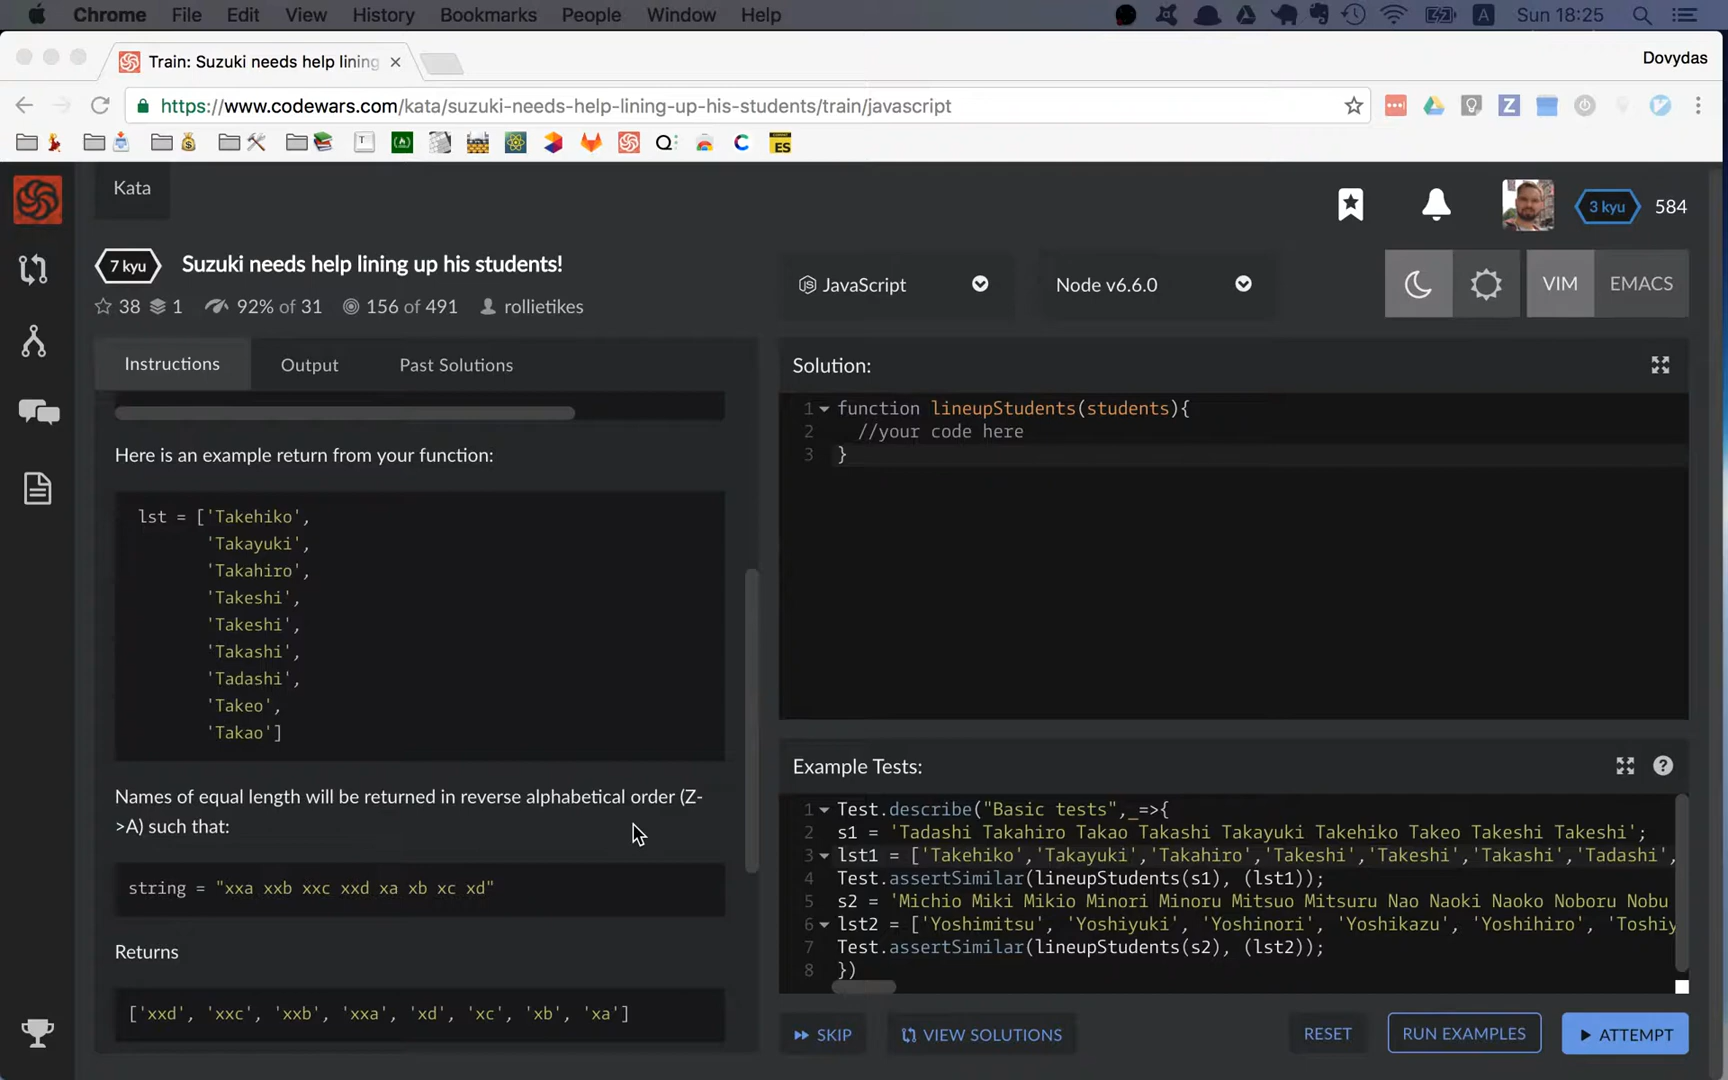 Chrome File Edit View History Bookmarks People Window Help A Sun 18:25
Train: Suzuki needs help lining
Dovydas
https://www.codewars.com/kata/suzuki-needs-help-lining-up-his-students/train/javascript
Kata
3 kyu 584
7 kyu Suzuki needs help lining up his students!
JavaScript
Node v6.6.0
VIM EMACS
38 1 92% of 31 156 of 491 rollietikes
Instructions Output Past Solutions
Here is an example return from your function:
lst = ['Takehiko',
'Takayuki',
'Takahiro',
'Takeshi',
'Takeshi',
'Takashi',
'Tadashi',
'Takeo',
'Takao']
Names of equal length will be returned in reverse alphabetical order (Z-
>A) such that:
string = "xxa xxb xxc xxd xa xb xc xd"
Returns
['xxd', 'xxc', 'xxb', 'xxa', 'xd', 'xc', 'xb', 'xa']
Solution:
1 function lineupStudents(students){
2 //your code here
3 }
Example Tests:
1 Test.describe("Basic tests",_=>{
2 s1 = 'Tadashi Takahiro Takao Takashi Takayuki Takehiko Takeo Takeshi Takeshi';
3 lst1 = ['Takehiko','Takayuki','Takahiro','Takeshi','Takeshi','Takashi','Tadashi',
4 Test.assertSimilar(lineupStudents(s1), (lst1));
5 s2 = 'Michio Miki Mikio Minori Minoru Mitsuo Mitsuru Nao Naoki Naoko Noboru Nobu
6 lst2 = ['Yoshimitsu', 'Yoshiyuki', 'Yoshinori', 'Yoshikazu', 'Yoshihiro', 'Toshiy
7 Test.assertSimilar(lineupStudents(s2), (lst2));
8 })
SKIP VIEW SOLUTIONS RESET RUN EXAMPLES ATTEMPT